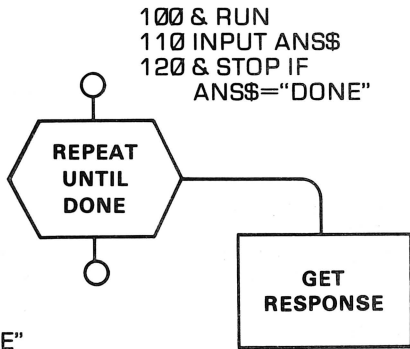 100 & RUN
110 INPUT ANS$
120 & STOP IF
ANS$="DONE"
REPEAT
UNTIL
DONE
GET
RESPONSE
E"